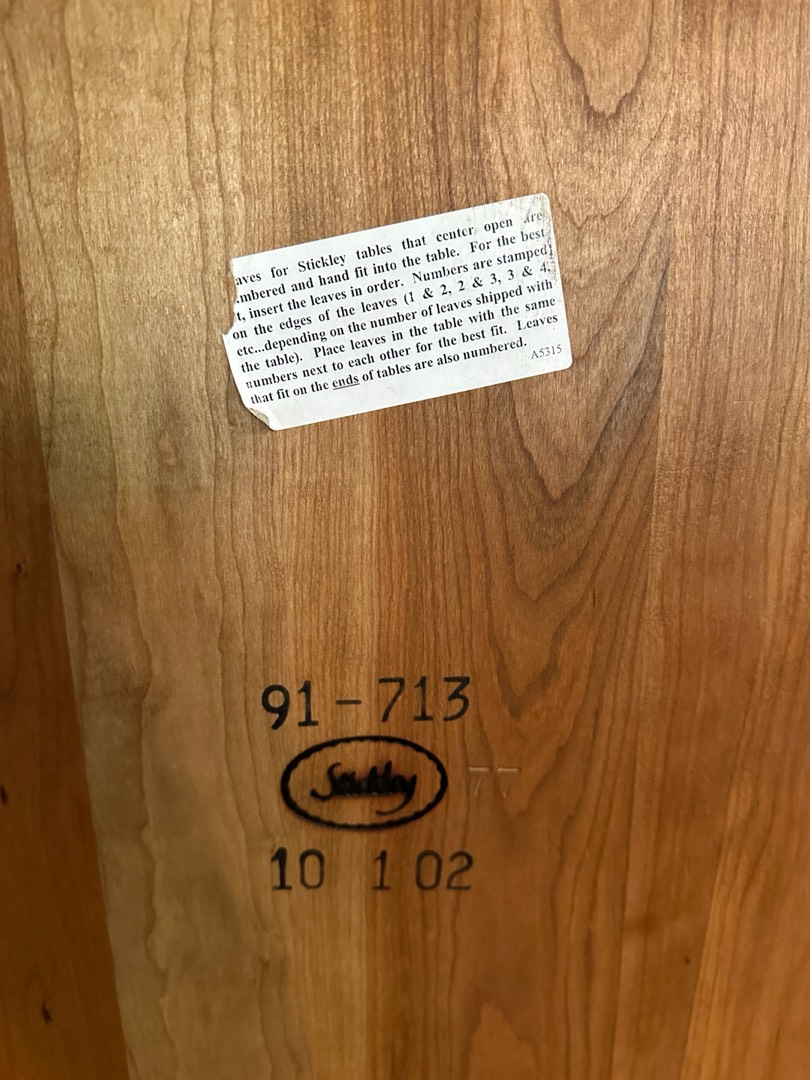 aves for Stickley tables that center open are
mbered and hand fit into the table. For the best
t, insert the leaves in order. Numbers are stamped
on the edges of the leaves (1 & 2, 2 & 3, 3 & 4,
etc...depending on the number of leaves shipped with
the table). Place leaves in the table with the same
numbers next to each other for the best fit. Leaves
that fit on the ends of tables are also numbered.
A5315
91-713
Stickley
77
10 1 02